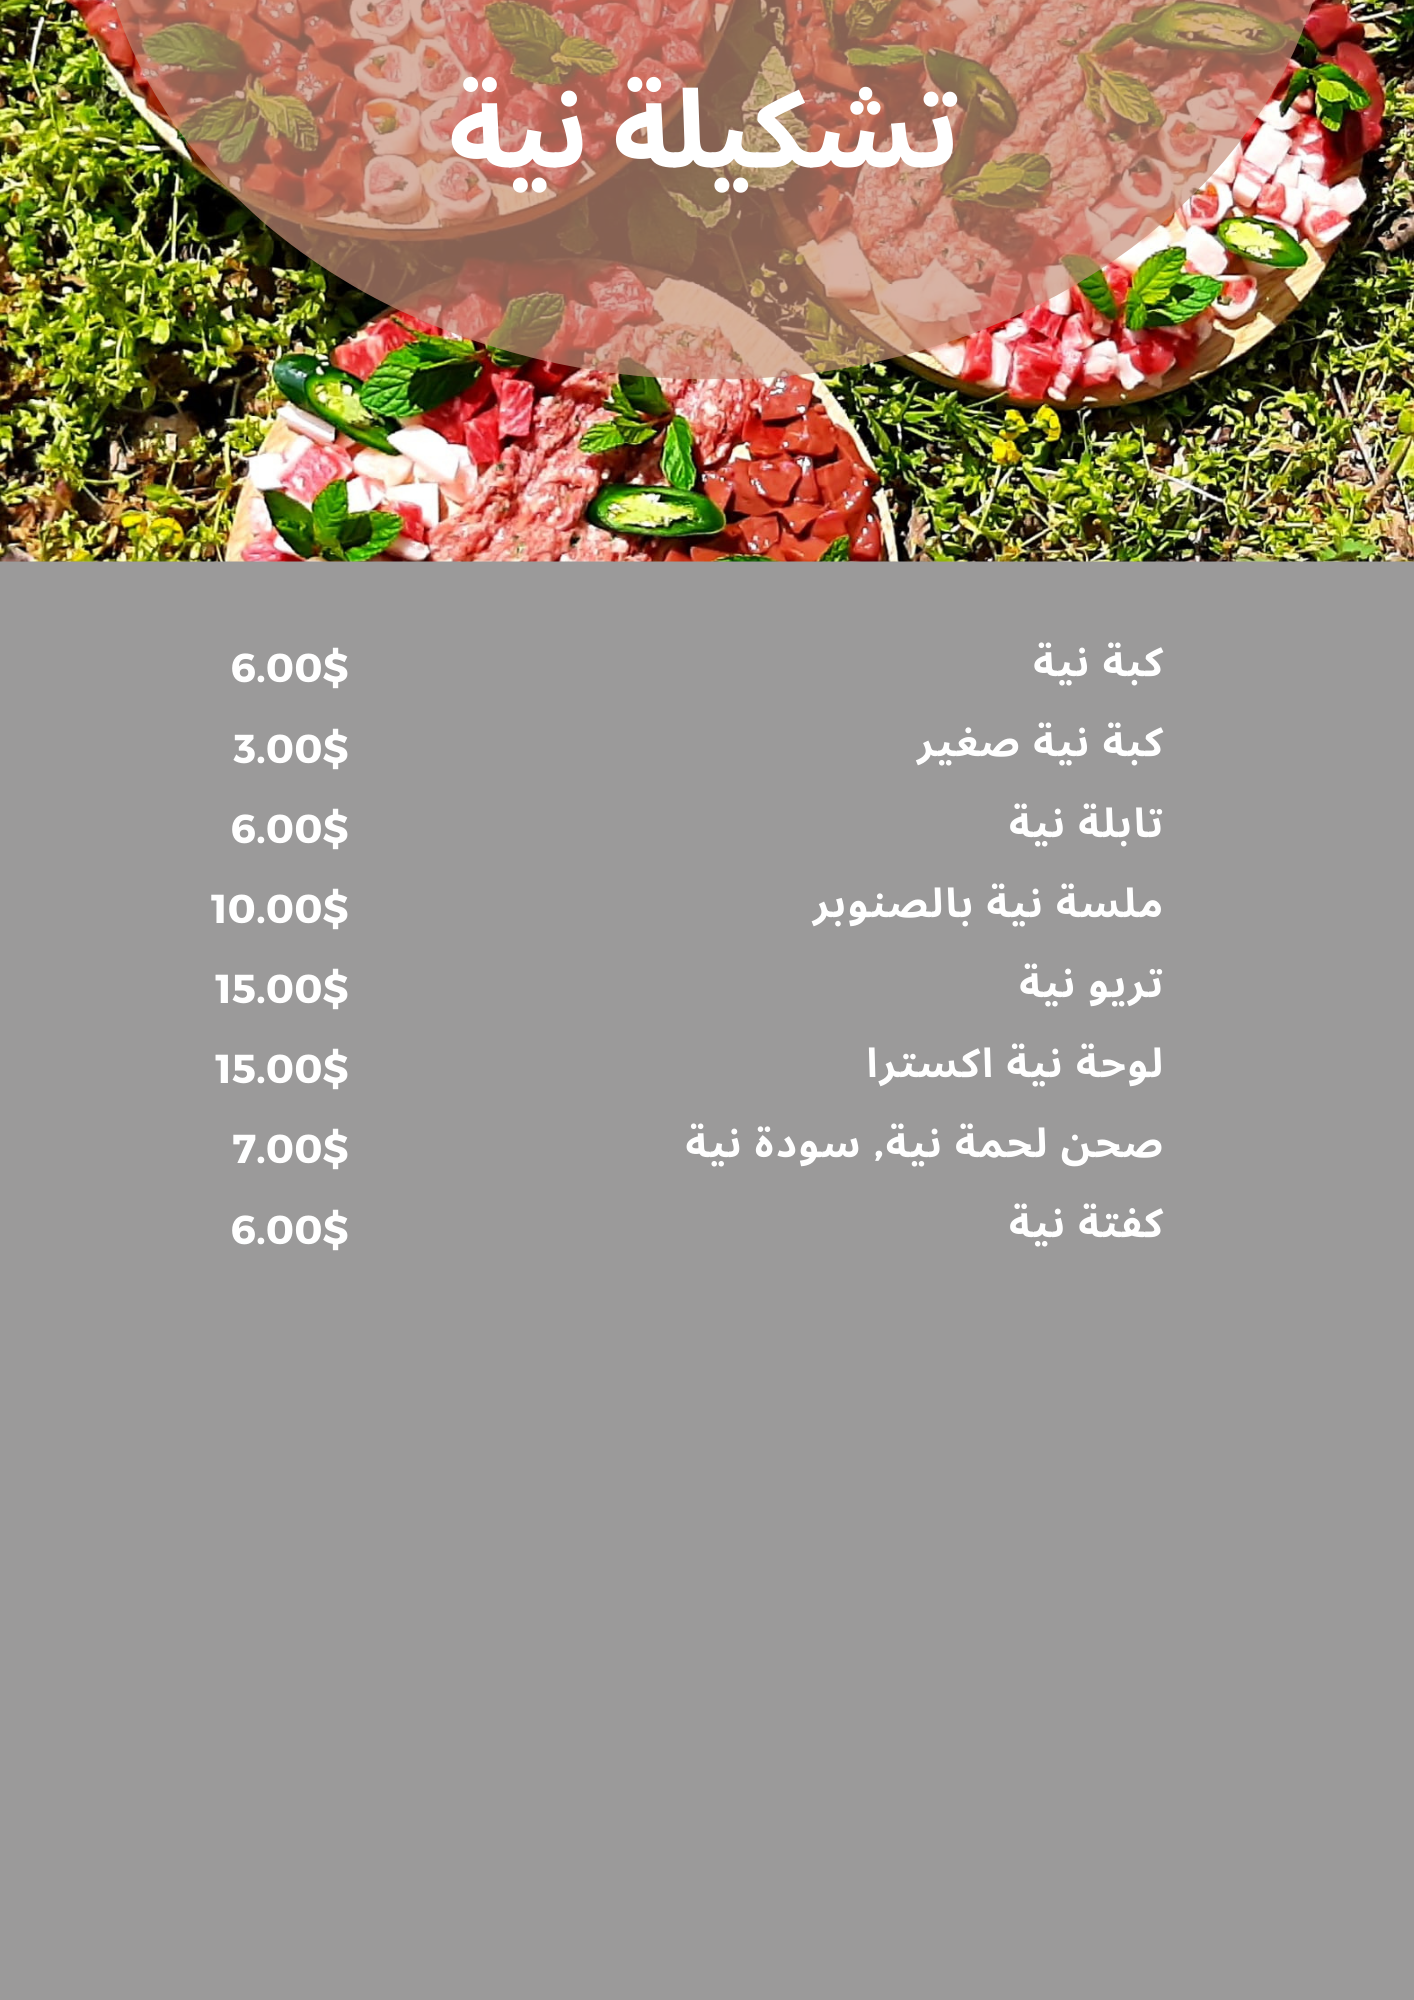 تشكيلة نية
كبة نية 6.00$
كبة نية صغير 3.00$
تابلة نية 6.00$
ملسة نية بالصنوبر 10.00$
تريو نية 15.00$
لوحة نية اكسترا 15.00$
صحن لحمة نية, سودة نية 7.00$
كفتة نية 6.00$